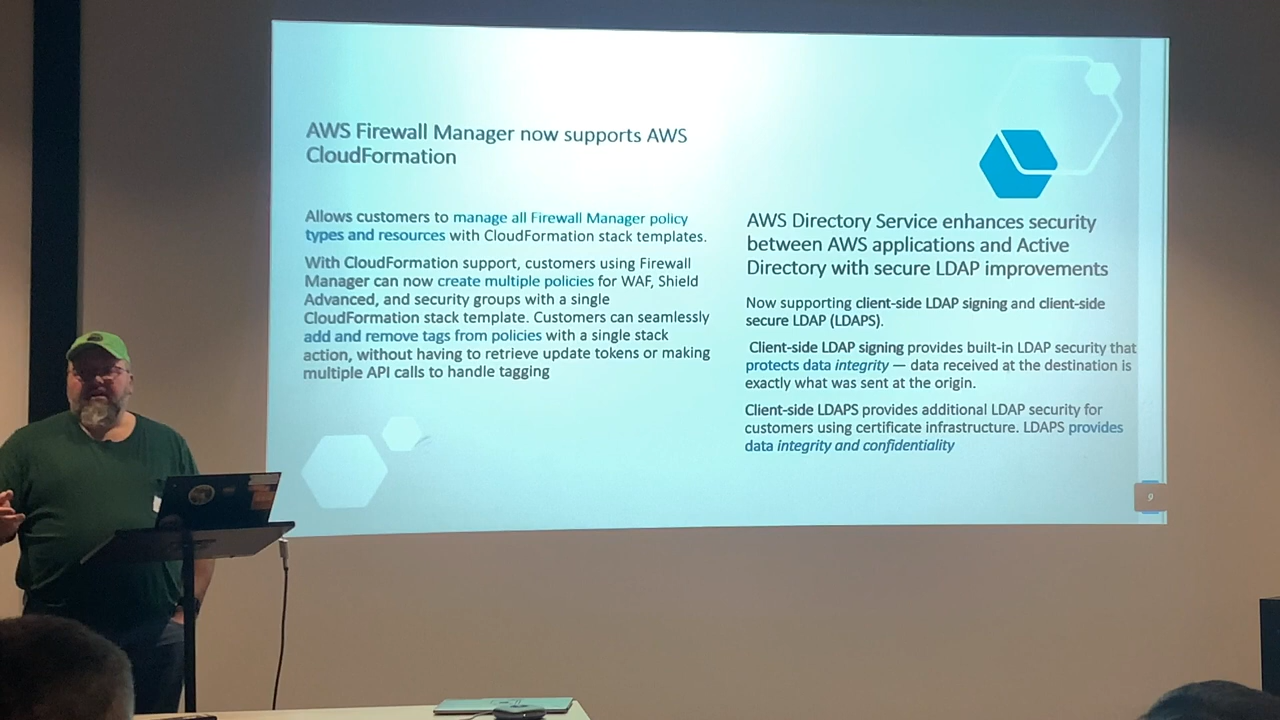 AWS Firewall Manager now supports AWS
CloudFormation
Allows customers to manage all Firewall Manager policy
types and resources with CloudFormation stack templates.
With CloudFormation support, customers using Firewall
Manager can now create multiple policies for WAF, Shield
Advanced, and security groups with a single
CloudFormation stack template. Customers can seamlessly
add and remove tags from policies with a single stack
action, without having to retrieve update tokens or making
multiple API calls to handle tagging
AWS Directory Service enhances security
between AWS applications and Active
Directory with secure LDAP improvements
Now supporting client-side LDAP signing and client-side
secure LDAP (LDAPS).
Client-side LDAP signing provides built-in LDAP security that
protects data integrity — data received at the destination is
exactly what was sent at the origin.
Client-side LDAPS provides additional LDAP security for
customers using certificate infrastructure. LDAPS provides
data integrity and confidentiality
9